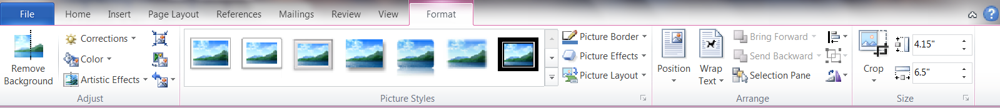 File Home Insert Page Layout References Mailings Review View Format
Remove Background
Corrections
Color
Artistic Effects
Adjust
Picture Border
Picture Effects
Picture Layout
Picture Styles
Position
Wrap Text
Bring Forward
Send Backward
Selection Pane
Arrange
Crop
4.15"
6.5"
Size